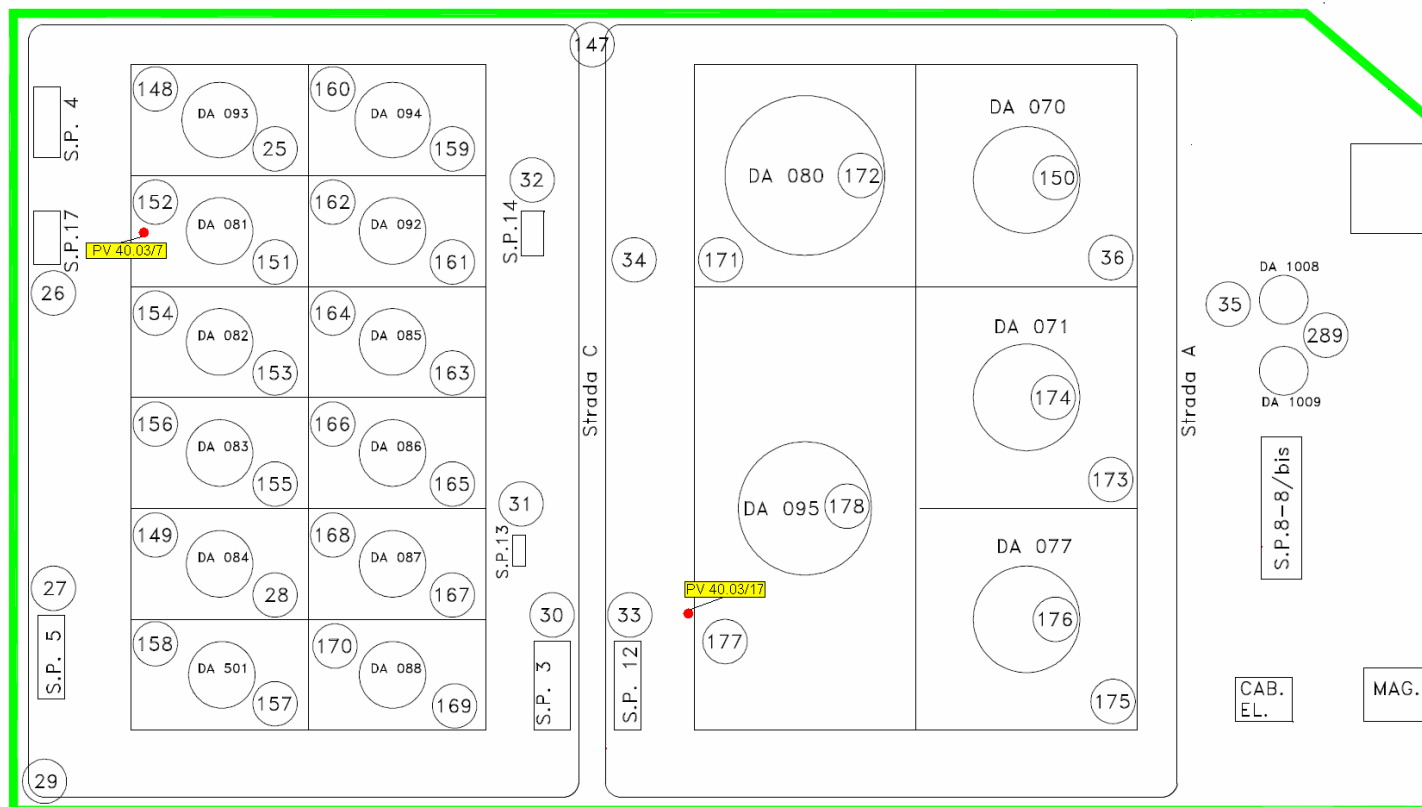 147
148
160
DA 093
DA 094
25
159
S.P. 4
152
162
DA 081
DA 092
151
161
S.P.17
PV 40.03/7
26
32
S.P.14
154
164
DA 082
DA 085
153
163
156
166
DA 083
DA 086
155
165
31
S.P.13
149
168
DA 084
DA 087
28
167
27
S.P. 5
158
170
DA 501
DA 088
157
169
30
S.P. 3
29
Strada C
34
DA 080
172
171
DA 070
150
36
DA 071
174
173
DA 095
178
DA 077
176
175
PV 40.03/17
33
177
S.P. 12
Strada A
35
DA 1008
289
DA 1009
S.P.8-8/bis
CAB.
EL.
MAG.